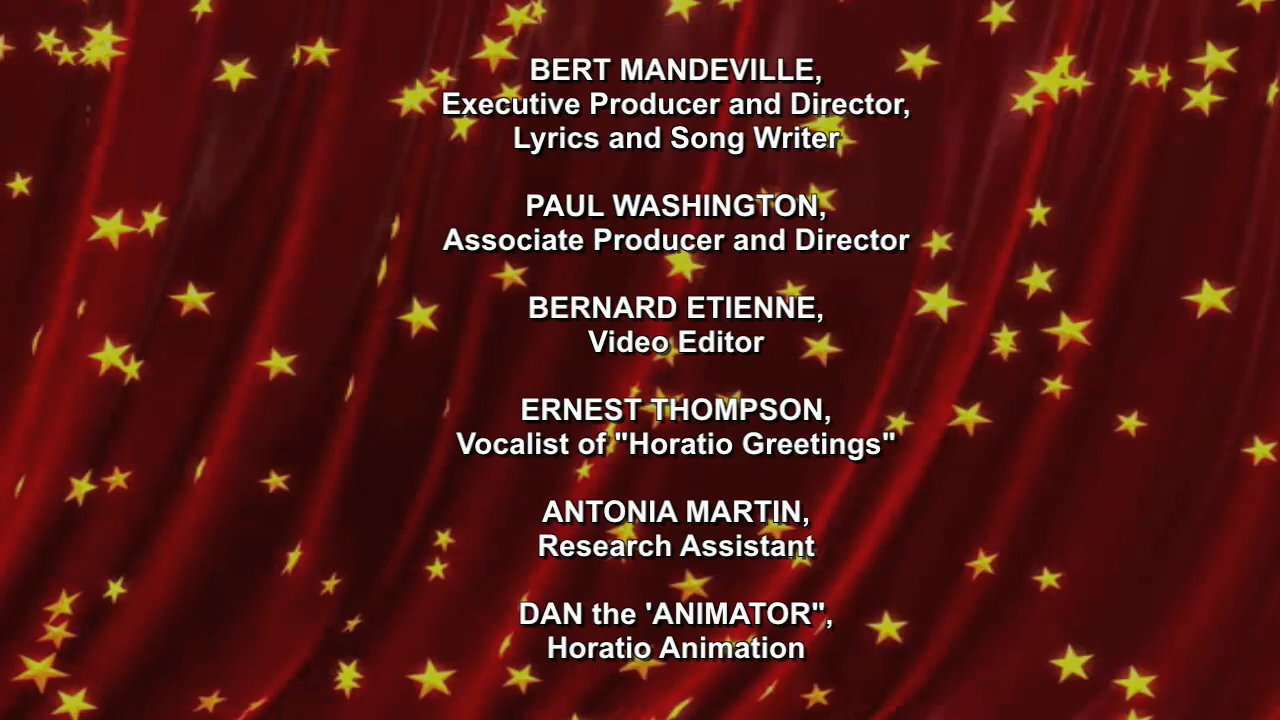 BERT MANDEVILLE,
Executive Producer and Director,
Lyrics and Song Writer
PAUL WASHINGTON,
Associate Producer and Director
BERNARD ETIENNE,
Video Editor
ERNEST THOMPSON,
Vocalist of "Horatio Greetings"
ANTONIA MARTIN,
Research Assistant
DAN the 'ANIMATOR",
Horatio Animation